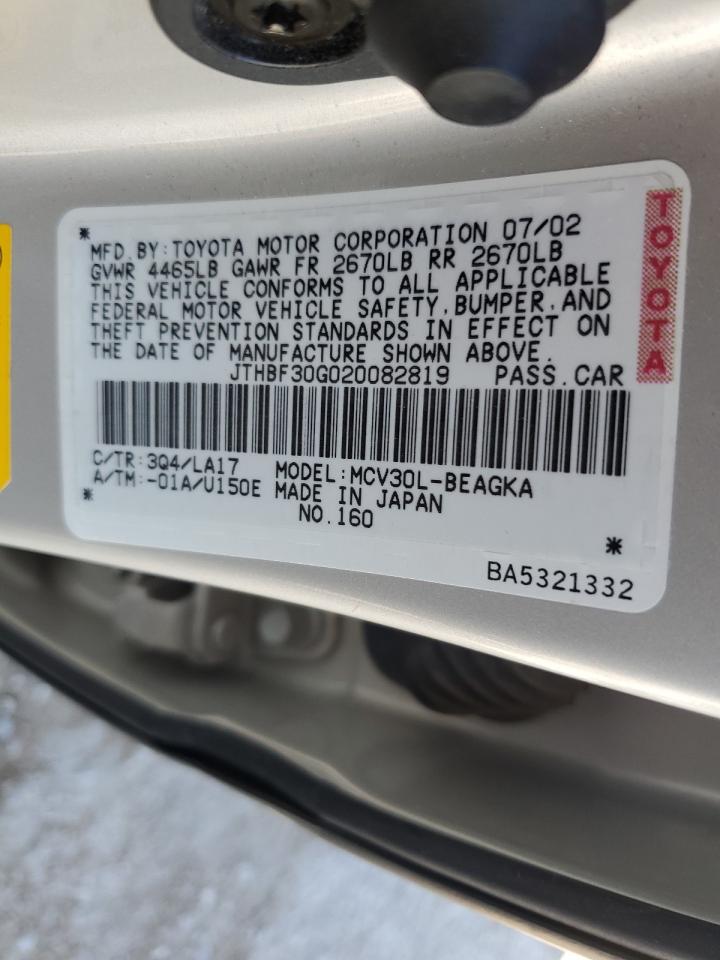 MFD. BY: TOYOTA MOTOR CORPORATION 07/02
GVWR 4465LB GAWR FR 2670LB RR 2670LB
THIS VEHICLE CONFORMS TO ALL APPLICABLE
FEDERAL MOTOR VEHICLE SAFETY, BUMPER, AND
THEFT PREVENTION STANDARDS IN EFFECT ON
THE DATE OF MANUFACTURE SHOWN ABOVE.
JTHBF30G020082819 PASS. CAR
C/TR: 3Q4/LA17 MODEL: MCV30L-BEAGKA
A/TM: -01A/U150E MADE IN JAPAN
NO. 160
BA5321332
TOYOTA